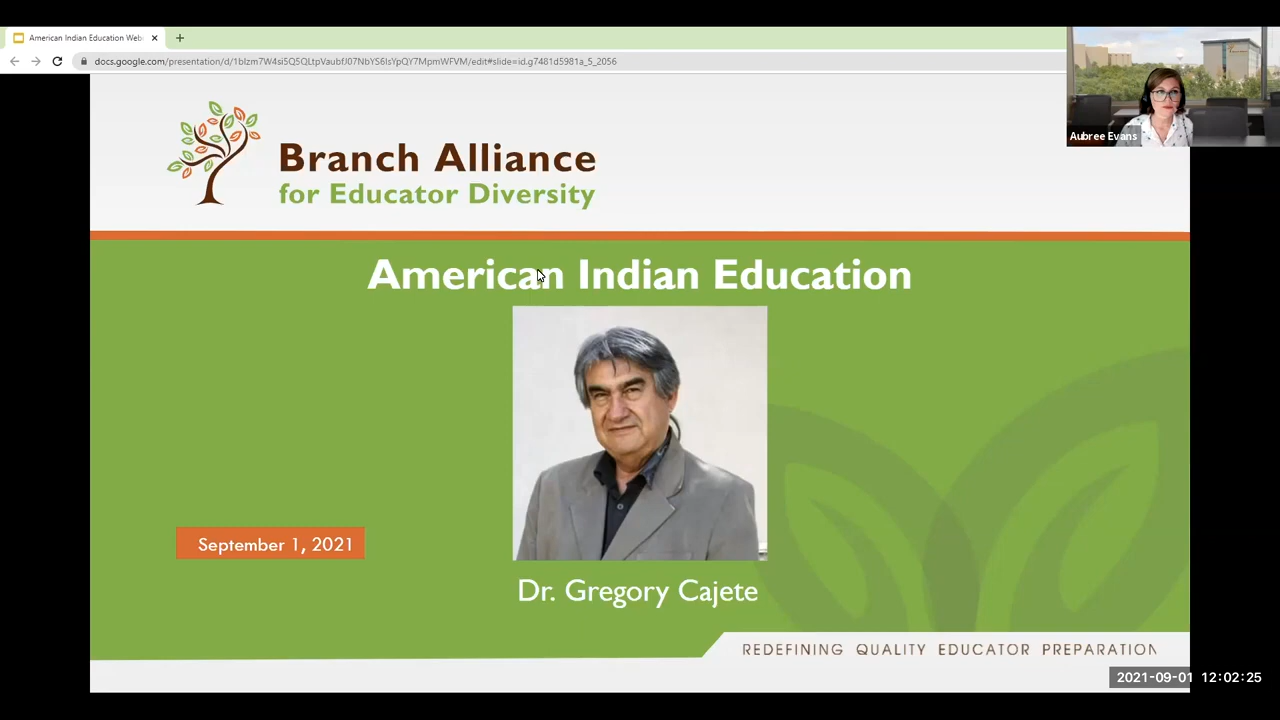 American Indian Education Web
docs.google.com/presentation/d/1bIzm7W4si5Q5QLtpVaubfJ07NbYS6IsYpQY7MpmWFVM/edit#slide=id.g7481d5981a_5_2056
Aubree Evans
Branch Alliance
for Educator Diversity
American Indian Education
September 1, 2021
Dr. Gregory Cajete
REDEFINING QUALITY EDUCATOR PREPARATION
2021-09-01 12:02:25